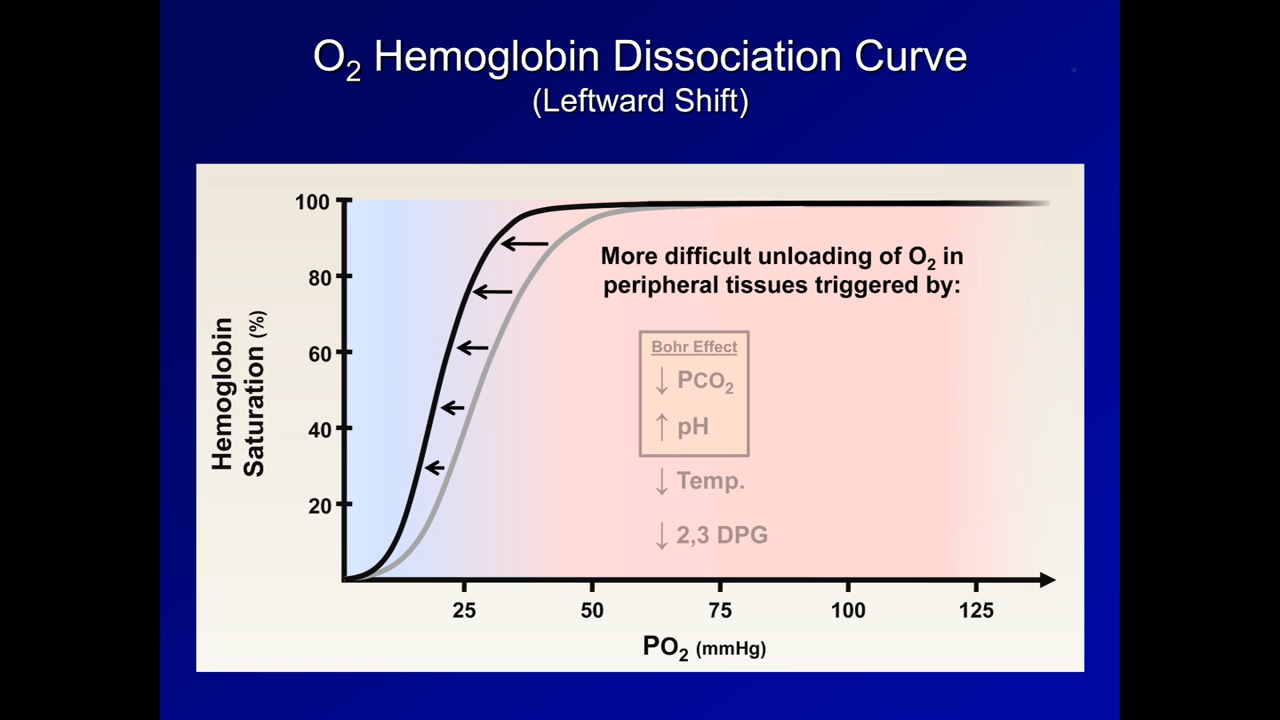 O₂ Hemoglobin Dissociation Curve
(Leftward Shift)
Hemoglobin
Saturation (%)
100
80
60
40
20
More difficult unloading of O₂ in
peripheral tissues triggered by:
Bohr Effect
↓ PCO₂
↑ pH
↓ Temp.
↓ 2,3 DPG
25 50 75 100 125
PO₂ (mmHg)